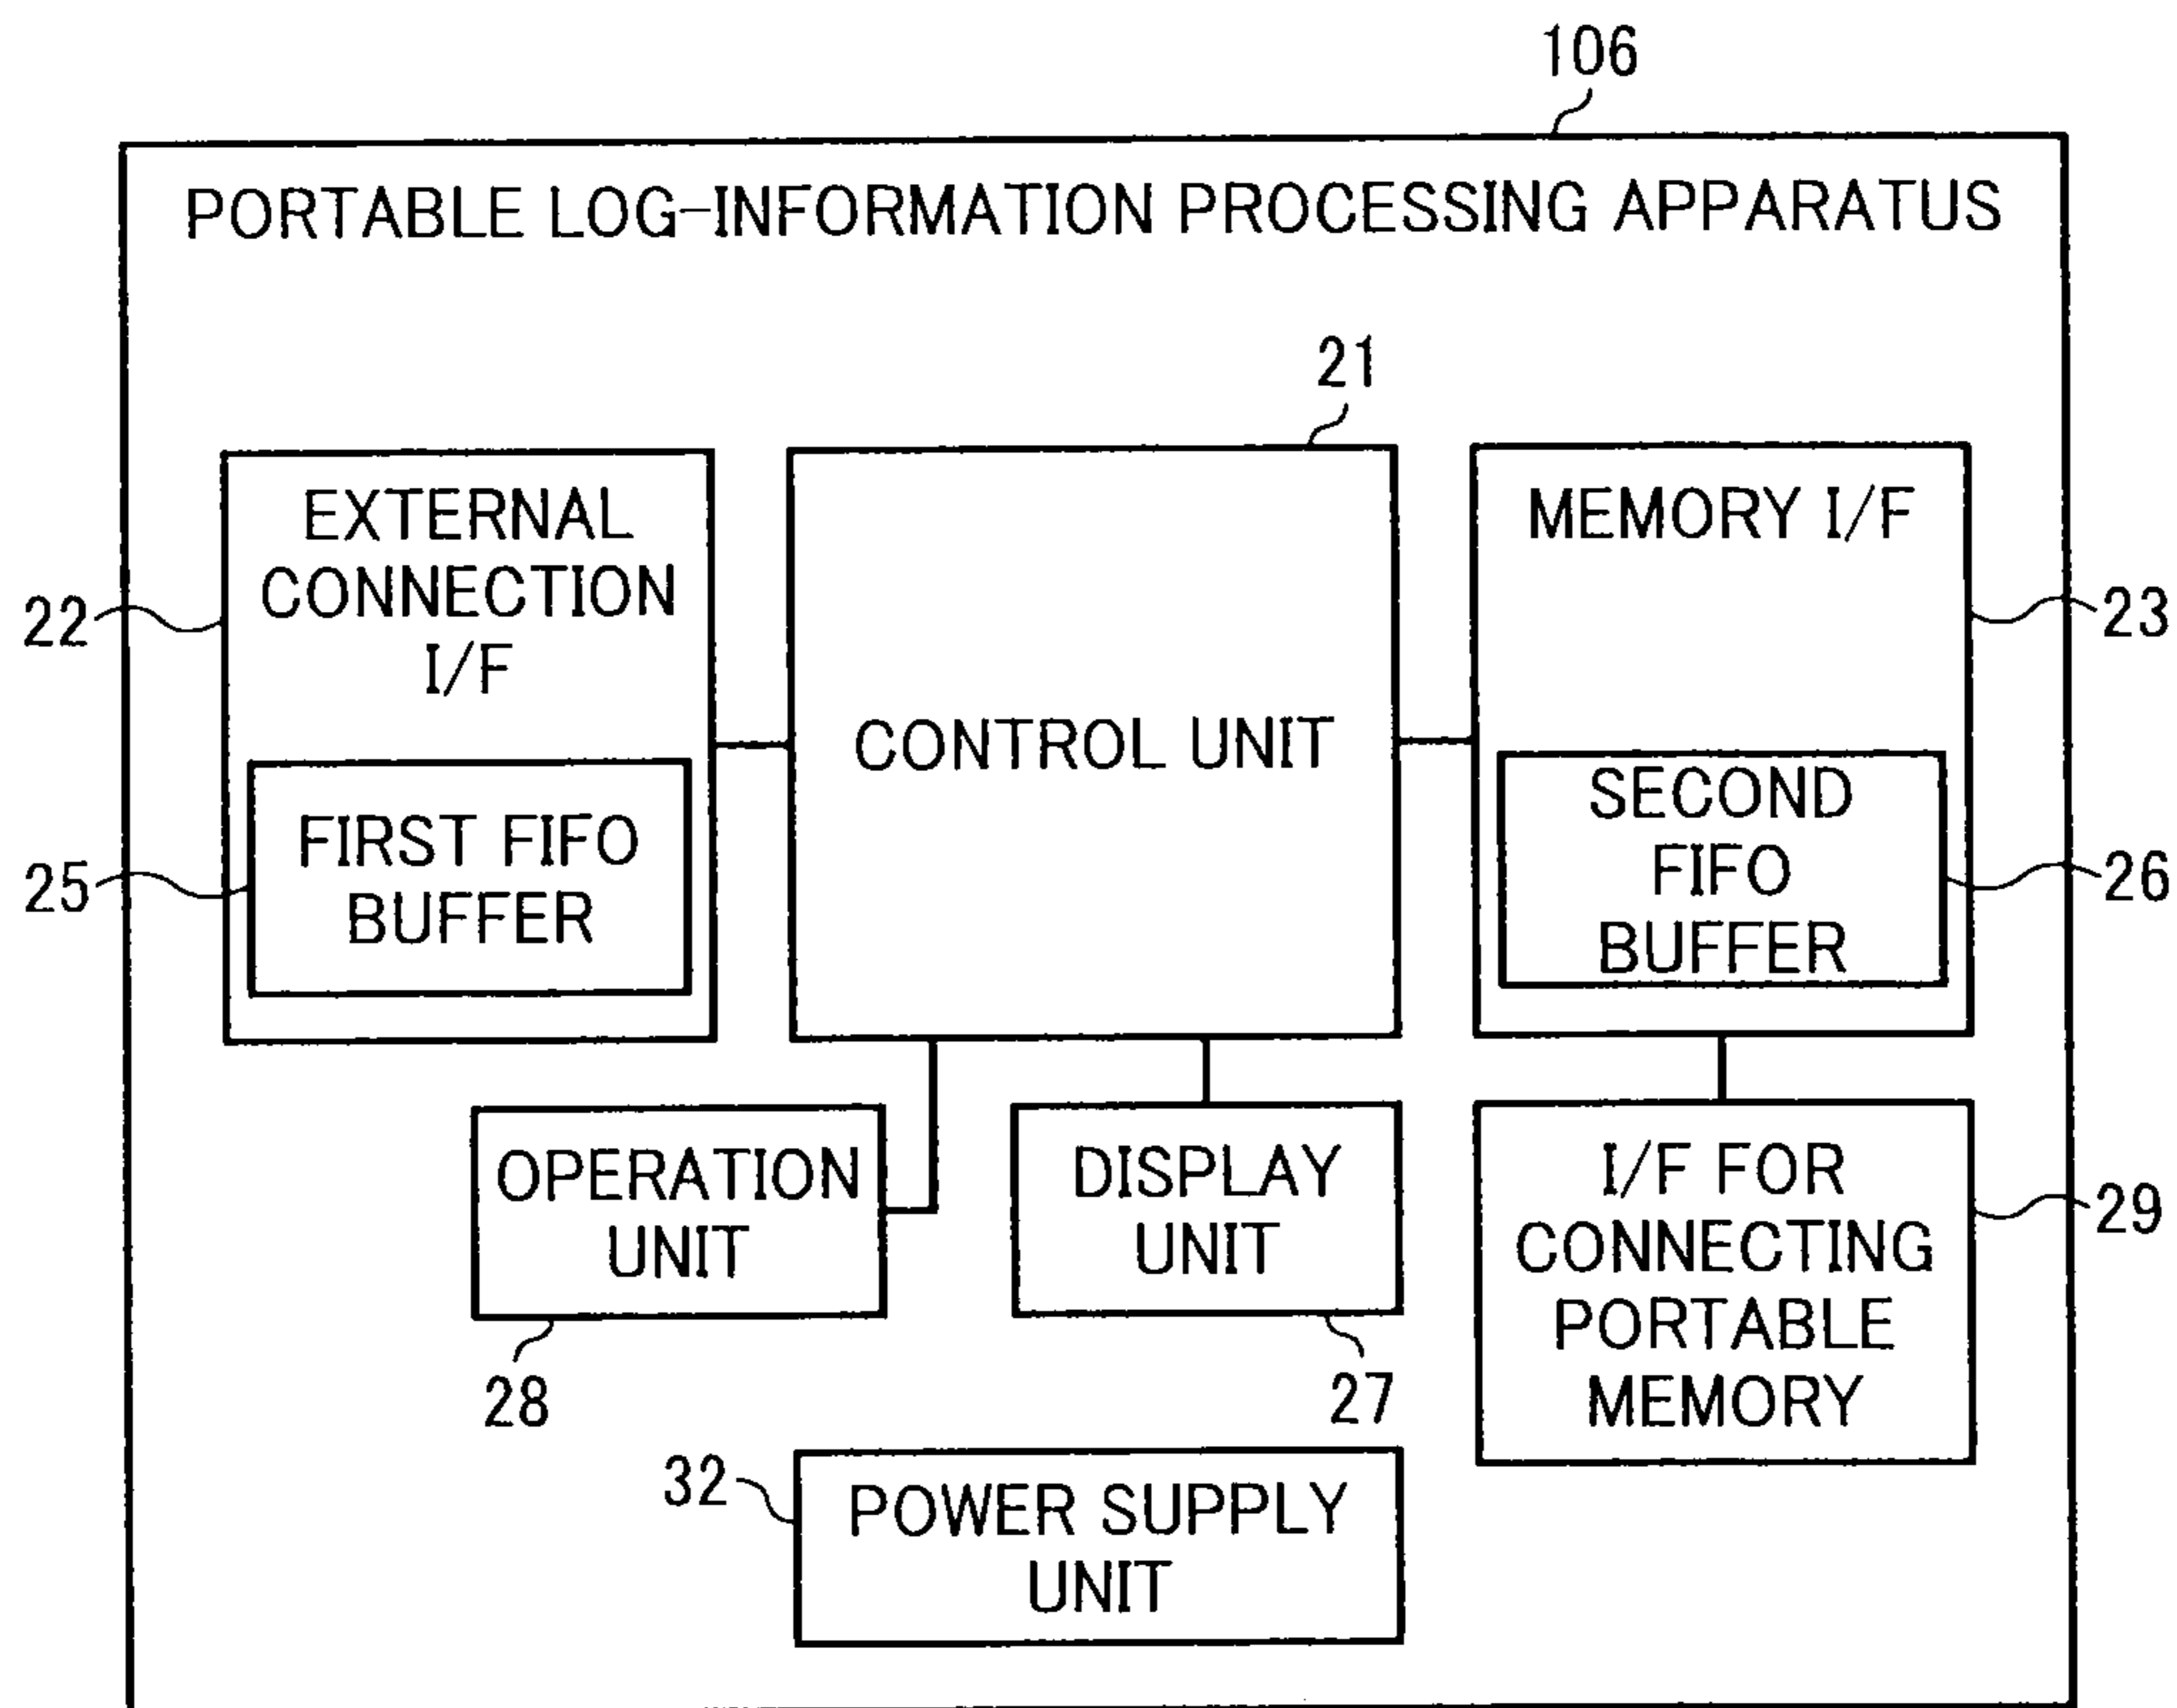 106
PORTABLE LOG-INFORMATION PROCESSING APPARATUS
21
EXTERNAL
CONNECTION
I/F
22
FIRST FIFO
BUFFER
25
CONTROL UNIT
MEMORY I/F
23
SECOND
FIFO
BUFFER
26
OPERATION
UNIT
28
DISPLAY
UNIT
27
I/F FOR
CONNECTING
PORTABLE
MEMORY
29
32
POWER SUPPLY
UNIT